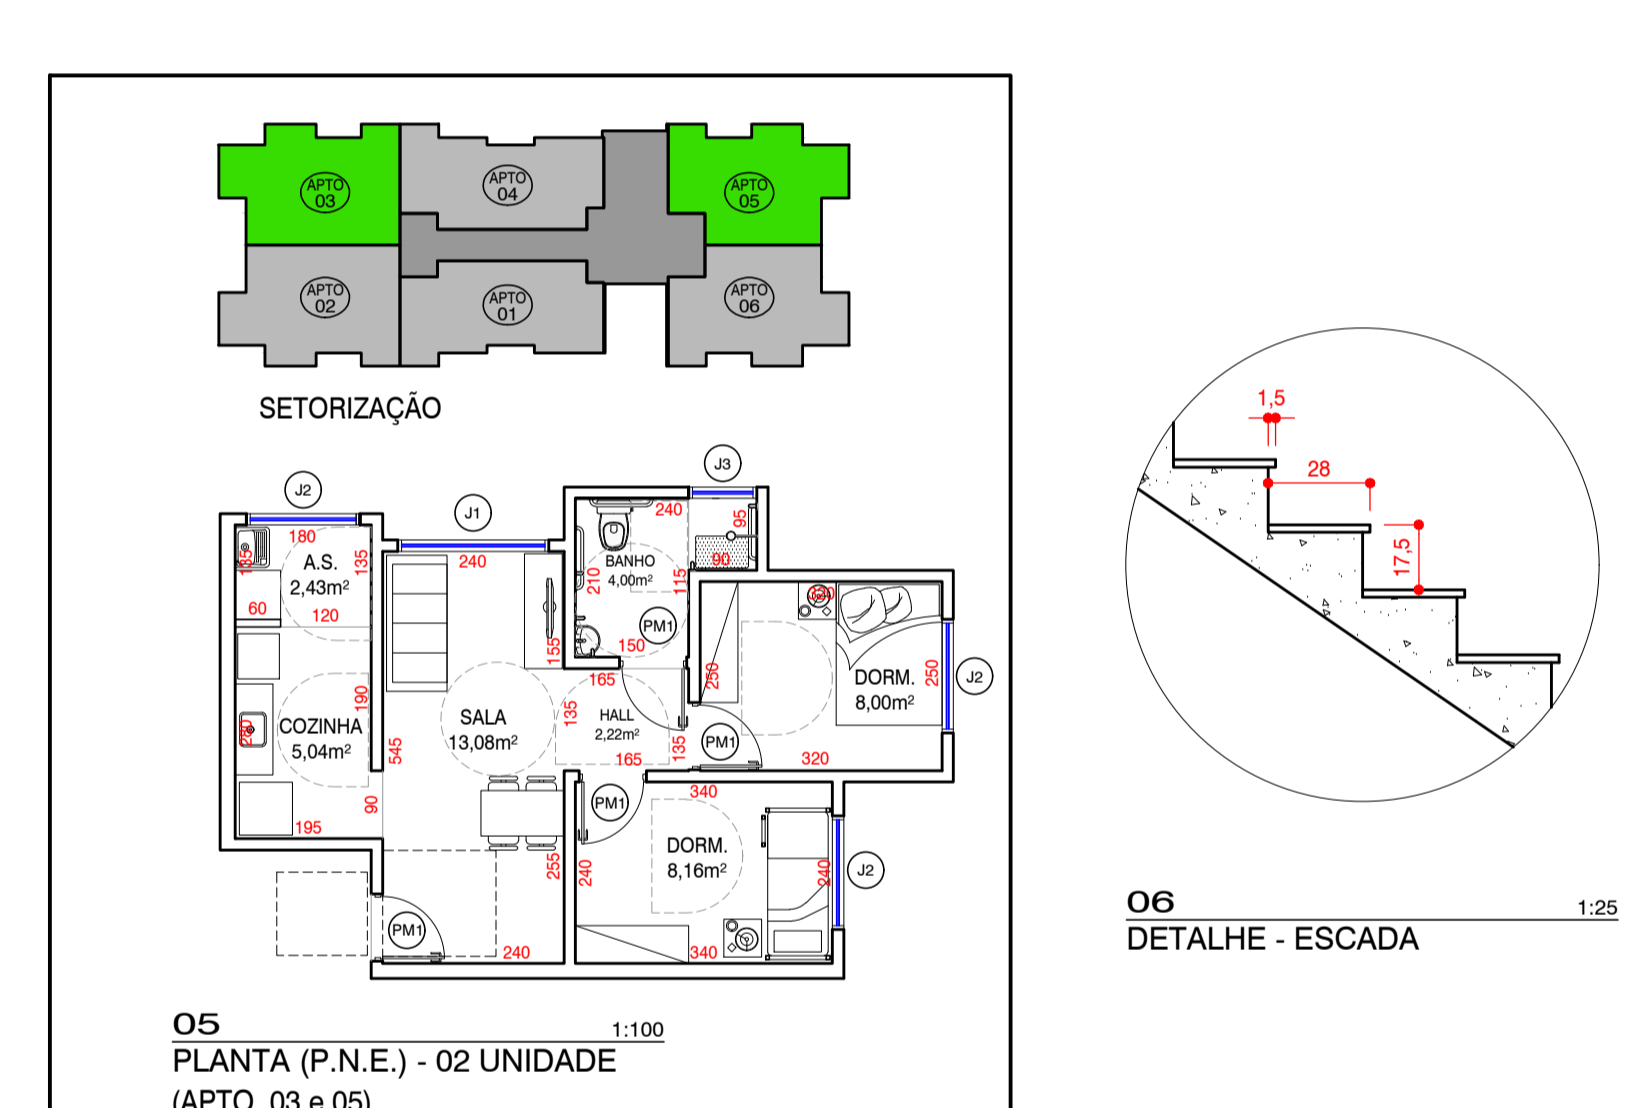 APTO
03
APTO
04
APTO
05
APTO
02
APTO
01
APTO
06
SETORIZAÇÃO
J2
J1
J3
180
135
A.S.
2,43m²
135
60
120
240
240
95
BANHO
4,00m²
90
210
115
PM1
150
155
165
330
250
DORM.
8,00m²
250
J2
190
COZINHA
5,04m²
280
SALA
13,08m²
135
HALL
2,22m²
135
PM1
165
320
545
90
195
PM1
340
DORM.
8,16m²
255
240
240
J2
PM1
240
340
05
1:100
PLANTA (P.N.E.) - 02 UNIDADE
(APTO. 03 e 05)
1,5
28
17,5
06
1:25
DETALHE - ESCADA